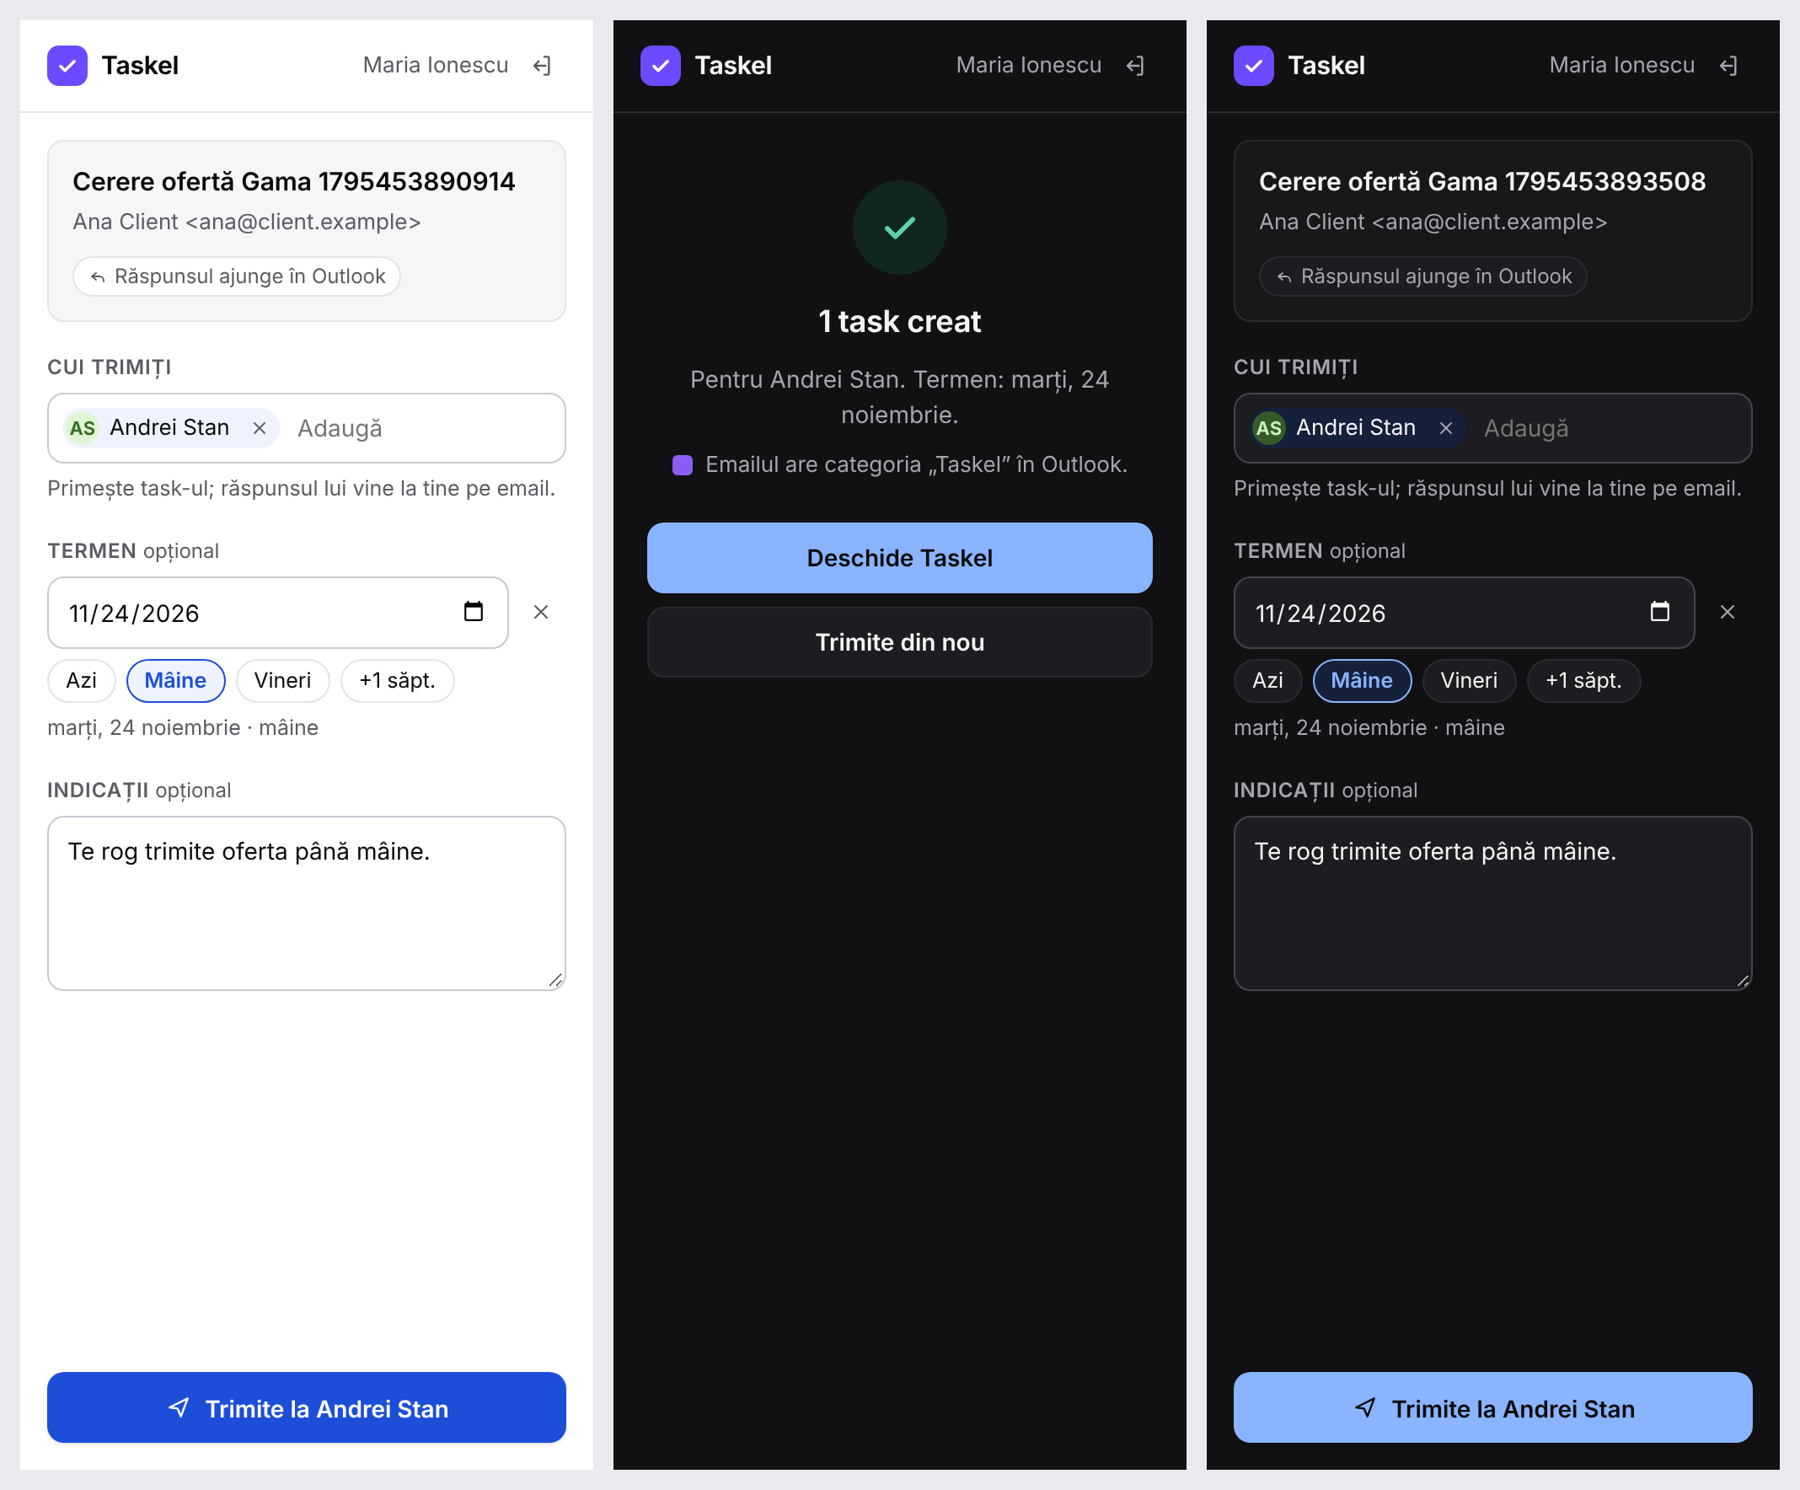 Taskel
Maria Ionescu
Cerere ofertă Gama 1795453890914
Ana Client <ana@client.example>
Răspunsul ajunge în Outlook
CUI TRIMIȚI
AS Andrei Stan Adaugă
Primește task-ul; răspunsul lui vine la tine pe email.
TERMEN opțional
11/24/2026
Azi Mâine Vineri +1 săpt.
marți, 24 noiembrie · mâine
INDICAȚII opțional
Te rog trimite oferta până mâine.
Trimite la Andrei Stan
Taskel
Maria Ionescu
1 task creat
Pentru Andrei Stan. Termen: marți, 24
noiembrie.
Emailul are categoria „Taskel” în Outlook.
Deschide Taskel
Trimite din nou
Taskel
Maria Ionescu
Cerere ofertă Gama 1795453893508
Ana Client <ana@client.example>
Răspunsul ajunge în Outlook
CUI TRIMIȚI
AS Andrei Stan Adaugă
Primește task-ul; răspunsul lui vine la tine pe email.
TERMEN opțional
11/24/2026
Azi Mâine Vineri +1 săpt.
marți, 24 noiembrie · mâine
INDICAȚII opțional
Te rog trimite oferta până mâine.
Trimite la Andrei Stan